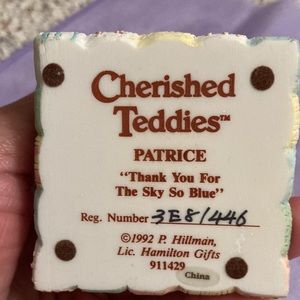 Cherished
Teddies™
PATRICE
"Thank You For
The Sky So Blue"
Reg. Number 3E8/446
©1992 P. Hillman,
Lic. Hamilton Gifts
911429
China